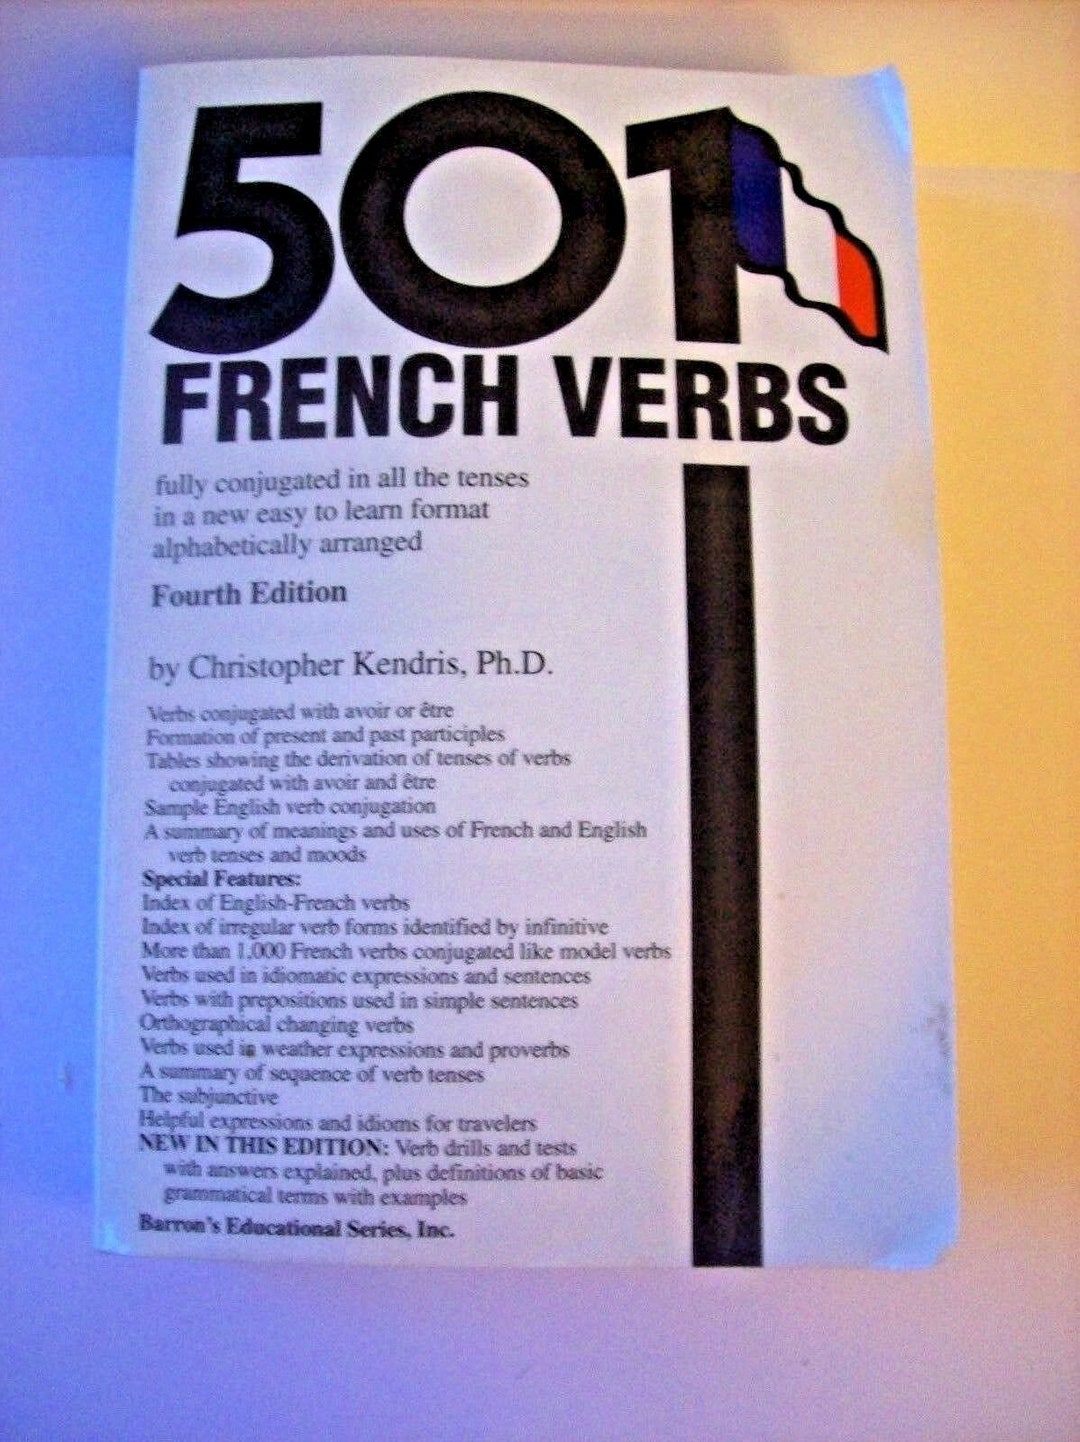 501
FRENCH VERBS
fully conjugated in all the tenses
in a new easy to learn format
alphabetically arranged
Fourth Edition
by Christopher Kendris, Ph.D.
Verbs conjugated with avoir or être
Formation of present and past participles
Tables showing the derivation of tenses of verbs
conjugated with avoir and être
Sample English verb conjugation
A summary of meanings and uses of French and English
verb tenses and moods
Special Features:
Index of English-French verbs
Index of irregular verb forms identified by infinitive
More than 1,000 French verbs conjugated like model verbs
Verbs used in idiomatic expressions and sentences
Verbs with prepositions used in simple sentences
Orthographical changing verbs
Verbs used in weather expressions and proverbs
A summary of sequence of verb tenses
The subjunctive
Helpful expressions and idioms for travelers
NEW IN THIS EDITION: Verb drills and tests
with answers explained, plus definitions of basic
grammatical terms with examples
Barron's Educational Series, Inc.